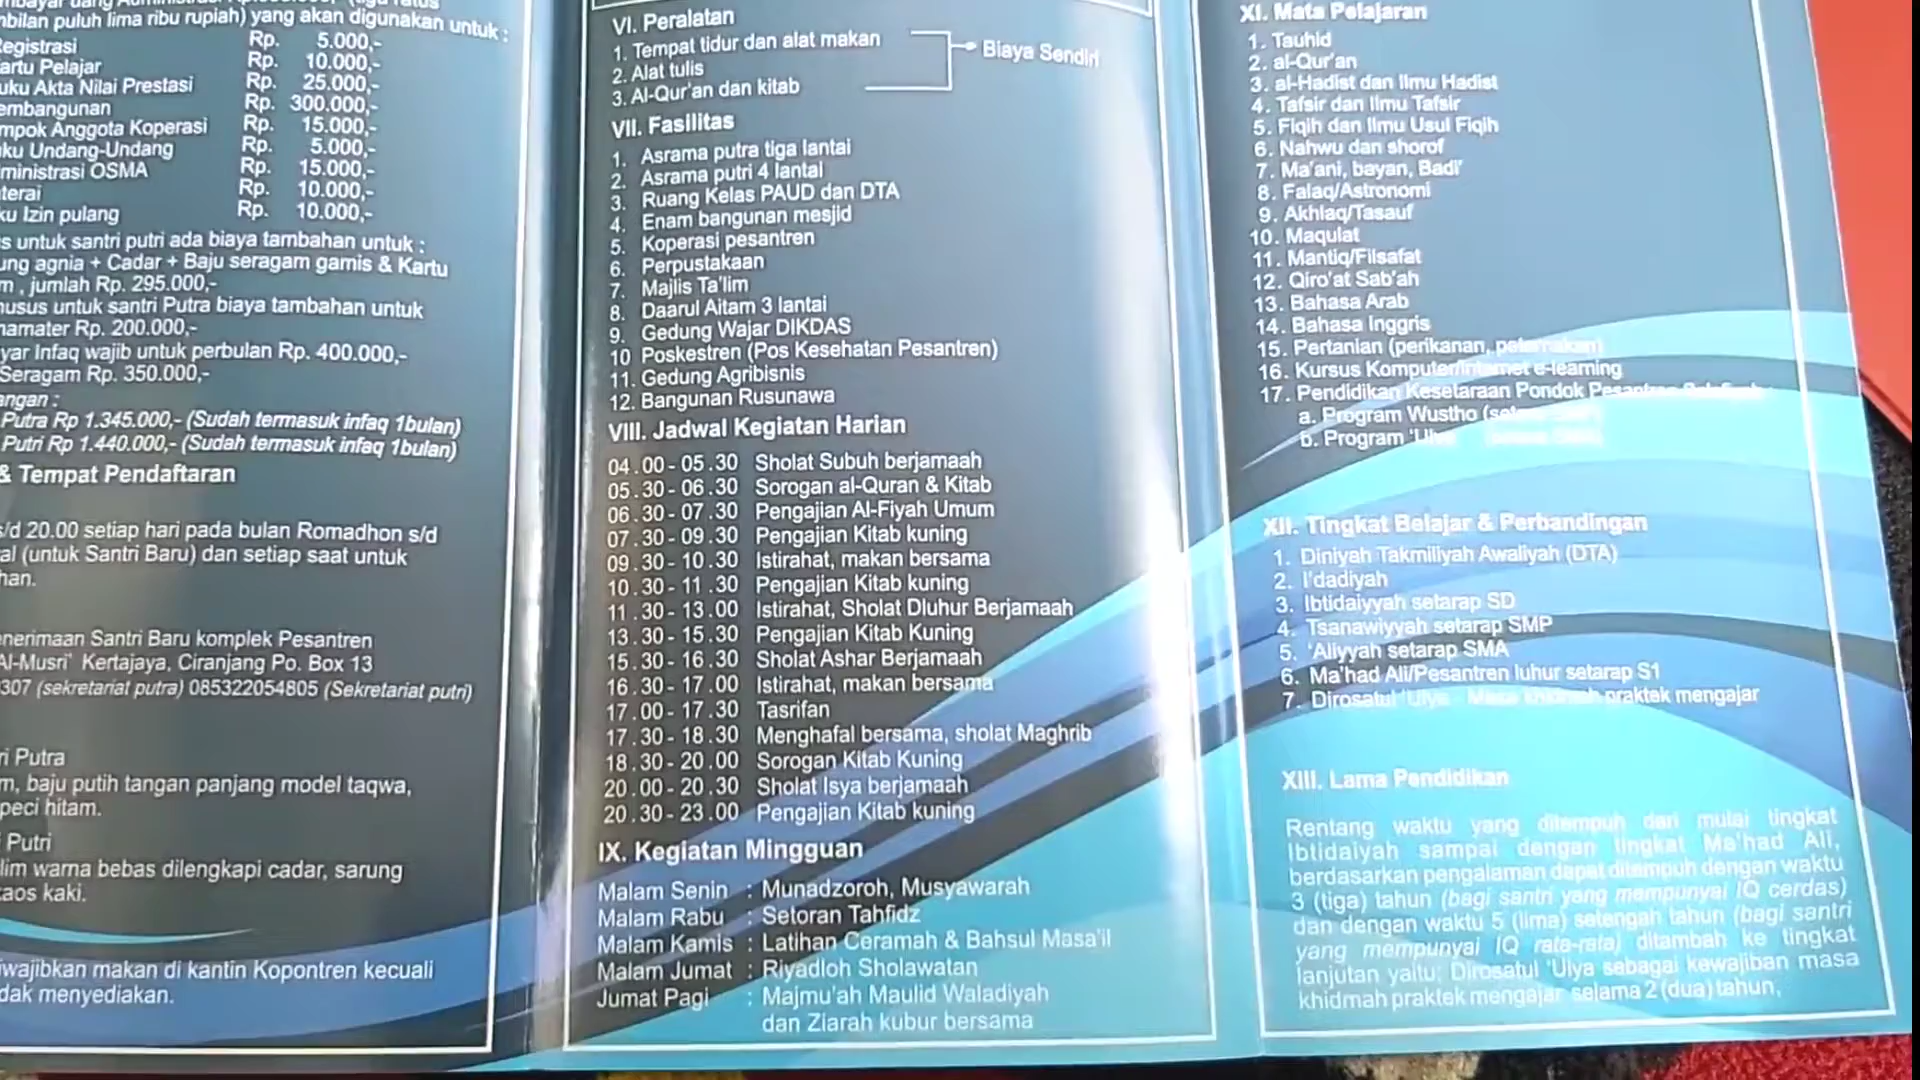 mbilan puluh lima ribu rupiah) yang akan digunakan untuk :
Registrasi Rp. 5.000,-
artu Pelajar Rp. 10.000,-
uku Akta Nilai Prestasi Rp. 25.000,-
embangunan Rp. 300.000,-
mpok Anggota Koperasi Rp. 15.000,-
ku Undang-Undang Rp. 5.000,-
ministrasi OSMA Rp. 15.000,-
terai Rp. 10.000,-
ku Izin pulang Rp. 10.000,-
s untuk santri putri ada biaya tambahan untuk :
ung agnia + Cadar + Baju seragam gamis & Kartu
m , jumlah Rp. 295.000,-
usus untuk santri Putra biaya tambahan untuk
mamater Rp. 200.000,-
yar Infaq wajib untuk perbulan Rp. 400.000,-
Seragam Rp. 350.000,-
angan :
Putra Rp 1.345.000,- (Sudah termasuk infaq 1bulan)
Putri Rp 1.440.000,- (Sudah termasuk infaq 1bulan)
& Tempat Pendaftaran
s/d 20.00 setiap hari pada bulan Romadhon s/d
al (untuk Santri Baru) dan setiap saat untuk
han.
enerimaan Santri Baru komplek Pesantren
Al-Musri' Kertajaya, Ciranjang Po. Box 13
307 (sekretariat putra) 085322054805 (Sekretariat putri)
ri Putra
m, baju putih tangan panjang model taqwa,
peci hitam.
Putri
lim warna bebas dilengkapi cadar, sarung
kaos kaki.
iwajibkan makan di kantin Kopontren kecuali
dak menyediakan.
VI. Peralatan
1. Tempat tidur dan alat makan
2. Alat tulis
3. Al-Qur'an dan kitab
Biaya Sendiri
VII. Fasilitas
1. Asrama putra tiga lantai
2. Asrama putri 4 lantai
3. Ruang Kelas PAUD dan DTA
4. Enam bangunan mesjid
5. Koperasi pesantren
6. Perpustakaan
7. Majlis Ta'lim
8. Daarul Aitam 3 lantai
9. Gedung Wajar DIKDAS
10 Poskestren (Pos Kesehatan Pesantren)
11. Gedung Agribisnis
12. Bangunan Rusunawa
VIII. Jadwal Kegiatan Harian
04.00 - 05.30 Sholat Subuh berjamaah
05.30 - 06.30 Sorogan al-Quran & Kitab
06.30 - 07.30 Pengajian Al-Fiyah Umum
07.30 - 09.30 Pengajian Kitab kuning
09.30 - 10.30 Istirahat, makan bersama
10.30 - 11.30 Pengajian Kitab kuning
11.30 - 13.00 Istirahat, Sholat Dluhur Berjamaah
13.30 - 15.30 Pengajian Kitab Kuning
15.30 - 16.30 Sholat Ashar Berjamaah
16.30 - 17.00 Istirahat, makan bersama
17.00 - 17.30 Tasrifan
17.30 - 18.30 Menghafal bersama, sholat Maghrib
18.30 - 20.00 Sorogan Kitab Kuning
20.00 - 20.30 Sholat Isya berjamaah
20.30 - 23.00 Pengajian Kitab kuning
IX. Kegiatan Mingguan
Malam Senin : Munadzoroh, Musyawarah
Malam Rabu : Setoran Tahfidz
Malam Kamis : Latihan Ceramah & Bahsul Masa'il
Malam Jumat : Riyadloh Sholawatan
Jumat Pagi : Majmu'ah Maulid Waladiyah
dan Ziarah kubur bersama
XI. Mata Pelajaran
1. Tauhid
2. al-Qur'an
3. al-Hadist dan Ilmu Hadist
4. Tafsir dan Ilmu Tafsir
5. Fiqih dan Ilmu Usul Fiqih
6. Nahwu dan shorof
7. Ma'ani, bayan, Badi'
8. Falaq/Astronomi
9. Akhlaq/Tasauf
10. Maqulat
11. Mantiq/Filsafat
12. Qiro'at Sab'ah
13. Bahasa Arab
14. Bahasa Inggris
15. Pertanian (perikanan, peternakan)
16. Kursus Komputer/Internet e-learning
17. Pendidikan Kesetaraan Pondok Pesantren
a. Program Wustho
b. Program 'Ulya
XII. Tingkat Belajar & Perbandingan
1. Diniyah Takmiliyah Awaliyah (DTA)
2. I'dadiyah
3. Ibtidaiyyah setarap SD
4. Tsanawiyyah setarap SMP
5. 'Aliyyah setarap SMA
6. Ma'had Ali/Pesantren luhur setarap S1
7. Dirosatul 'Ulya Masa khidmah praktek mengajar
XIII. Lama Pendidikan
Rentang waktu yang ditempuh dari mulai tingkat
Ibtidaiyah sampai dengan tingkat Ma'had Ali,
berdasarkan pengalaman dapat ditempuh dengan waktu
3 (tiga) tahun (bagi santri yang mempunyai IQ cerdas)
dan dengan waktu 5 (lima) setengah tahun (bagi santri
yang mempunyai IQ rata-rata) ditambah ke tingkat
lanjutan yaitu; Dirosatul 'Ulya sebagai kewajiban masa
khidmah praktek mengajar selama 2 (dua) tahun.